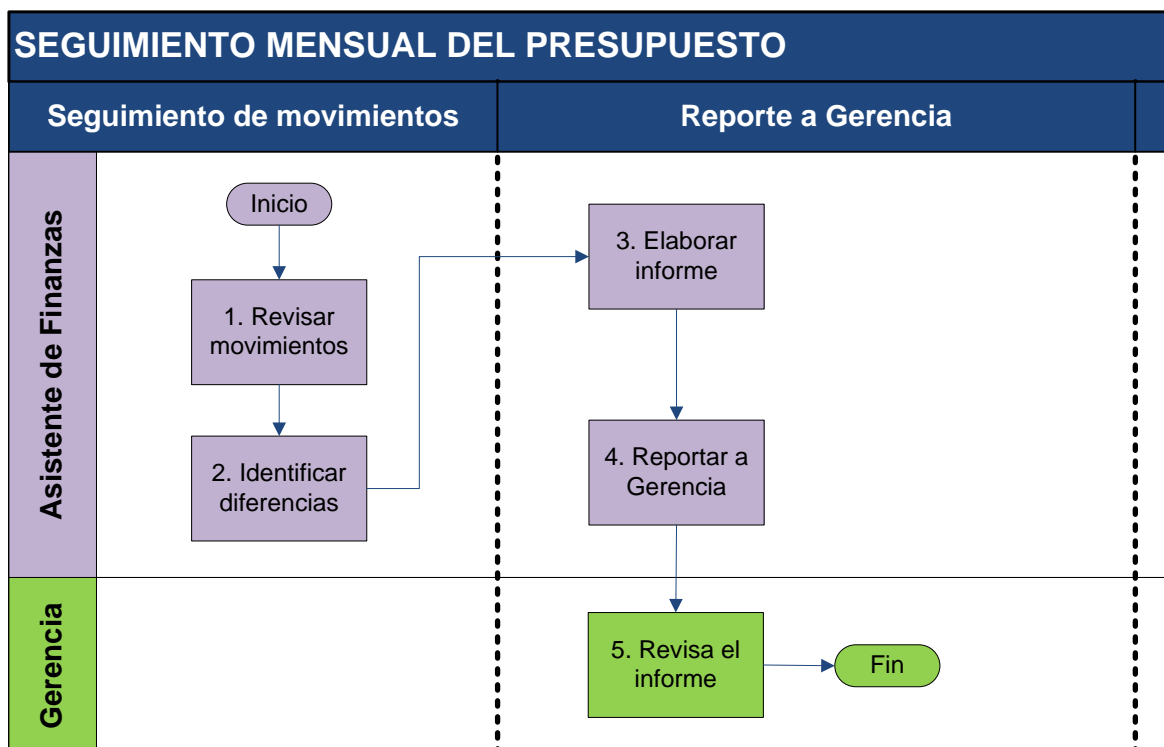 SEGUIMIENTO MENSUAL DEL PRESUPUESTO
Seguimiento de movimientos
Reporte a Gerencia
Asistente de Finanzas
Inicio
1. Revisar
movimientos
2. Identificar
diferencias
3. Elaborar
informe
4. Reportar a
Gerencia
Gerencia
5. Revisa el
informe
Fin